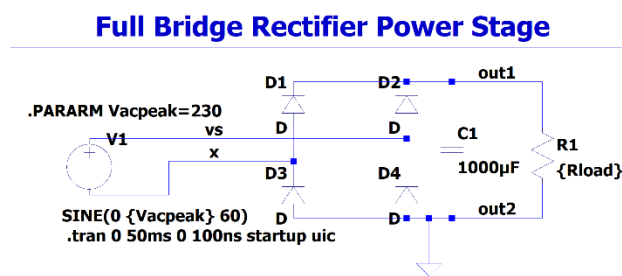 Full Bridge Rectifier Power Stage
D1 D2 out1
.PARARM Vacpeak=230
V1 vs D D C1 R1
x
D3 D4 1000µF {Rload}
SINE(0 {Vacpeak} 60) D D out2
.tran 0 50ms 0 100ns startup uic